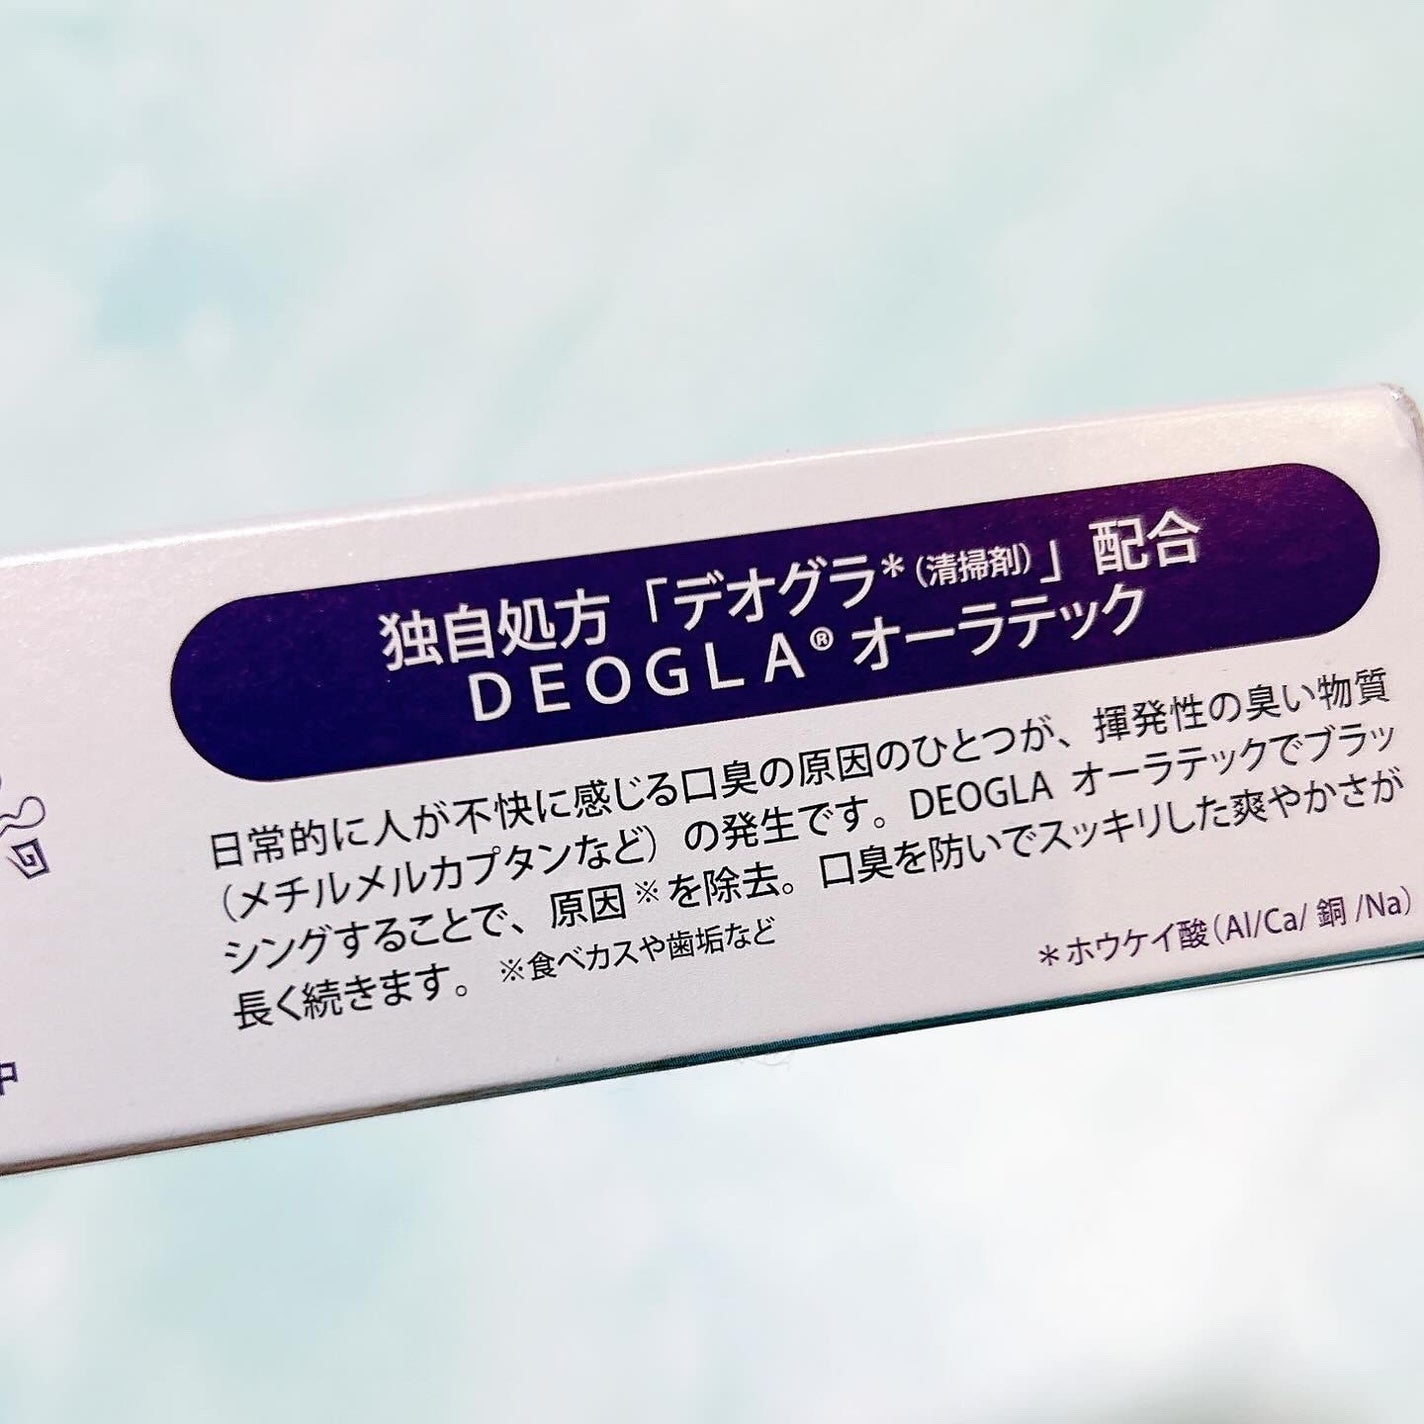 独自処方「デオグラ*(清掃剤)」配合
DEOGLA® オーラテック
日常的に人が不快に感じる口臭の原因のひとつが、揮発性の臭い物質
(メチルメルカプタンなど)の発生です。DEOGLA オーラテックでブラッ
シングすることで、原因※を除去。口臭を防いでスッキリした爽やかさが
長く続きます。 ※食べカスや歯垢など
*ホウケイ酸(Al/Ca/ 銅 /Na)